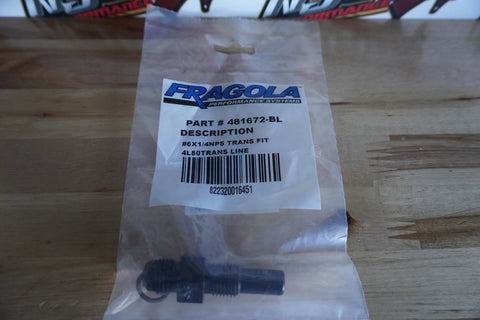 FRAGOLA
PERFORMANCE SYSTEMS
PART # 481672-BL
DESCRIPTION
#6X1/4NPS TRANS FIT
4L80TRANS LINE
822320016451